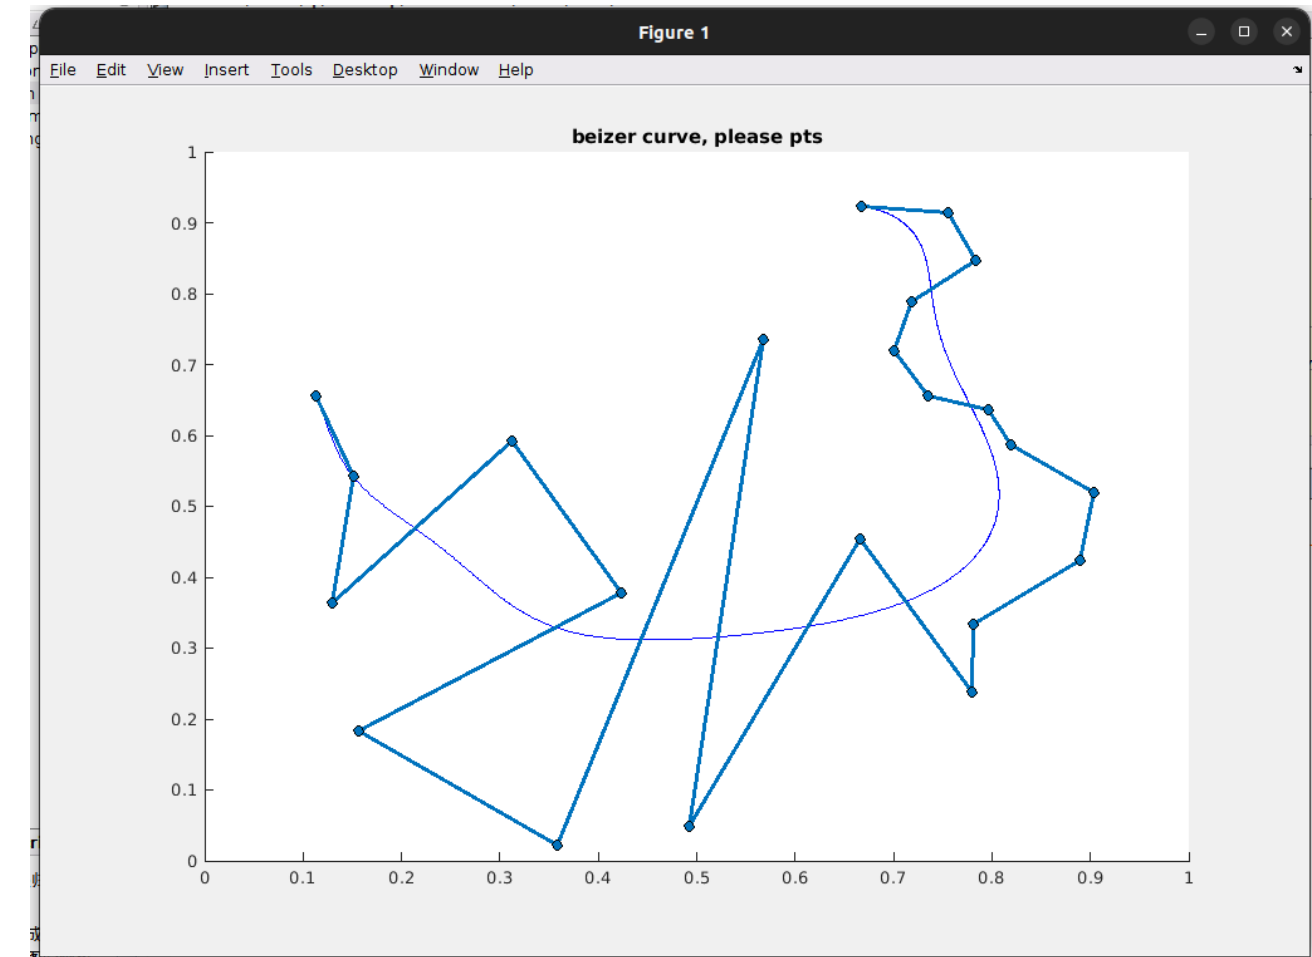 Figure 1
File Edit View Insert Tools Desktop Window Help
beizer curve, please pts
1
0.9
0.8
0.7
0.6
0.5
0.4
0.3
0.2
0.1
0
0 0.1 0.2 0.3 0.4 0.5 0.6 0.7 0.8 0.9 1